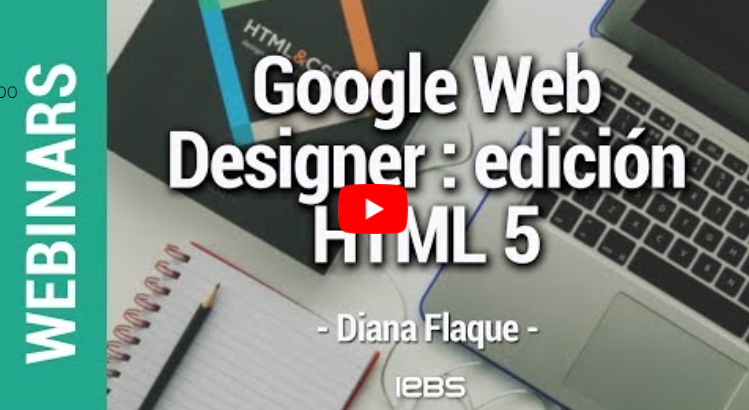 WEBINARS
HTML&CSS
Google Web
Designer : edición
HTML 5
- Diana Flaque -
IEBS